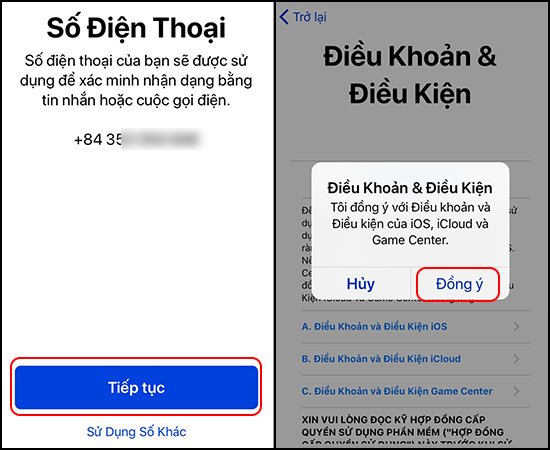 Số Điện Thoại
Số điện thoại của bạn sẽ được sử
dụng để xác minh nhận dạng bằng
tin nhắn hoặc cuộc gọi điện.
+84 35
Tiếp tục
Sử Dụng Số Khác
Trở lại
Điều Khoản &
Điều Kiện
Điều Khoản & Điều Kiện
Tôi đồng ý với Điều khoản và
Điều kiện của iOS, iCloud và
Game Center.
Hủy
Đồng ý
A. Điều Khoản và Điều Kiện iOS
B. Điều Khoản và Điều Kiện iCloud
C. Điều Khoản và Điều Kiện Game Center
XIN VUI LÒNG ĐỌC KỸ HỢP ĐỒNG CẤP
QUYỀN SỬ DỤNG PHẦN MỀM ("HỢP ĐỒNG
CẤP QUYỀN SỬ DỤNG") NÀY TRƯỚC KHI SỬ